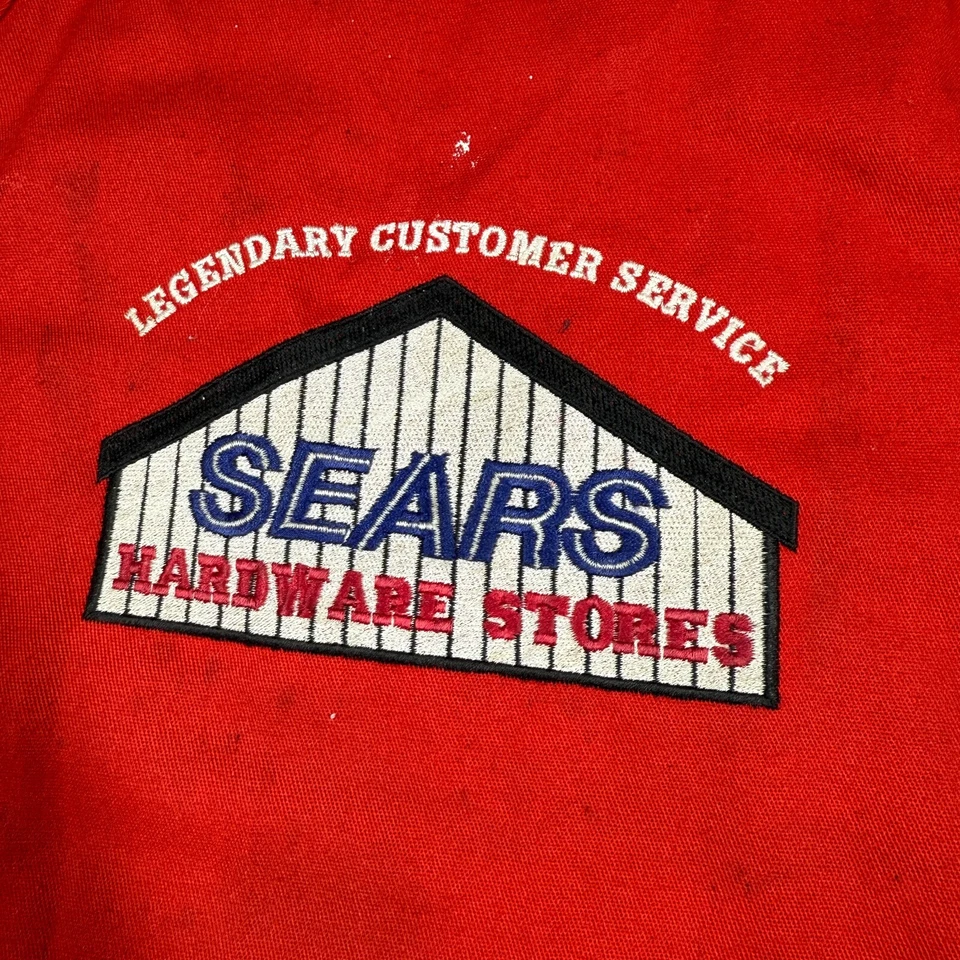 LEGENDARY CUSTOMER SERVICE
SEARS
HARDWARE STORES